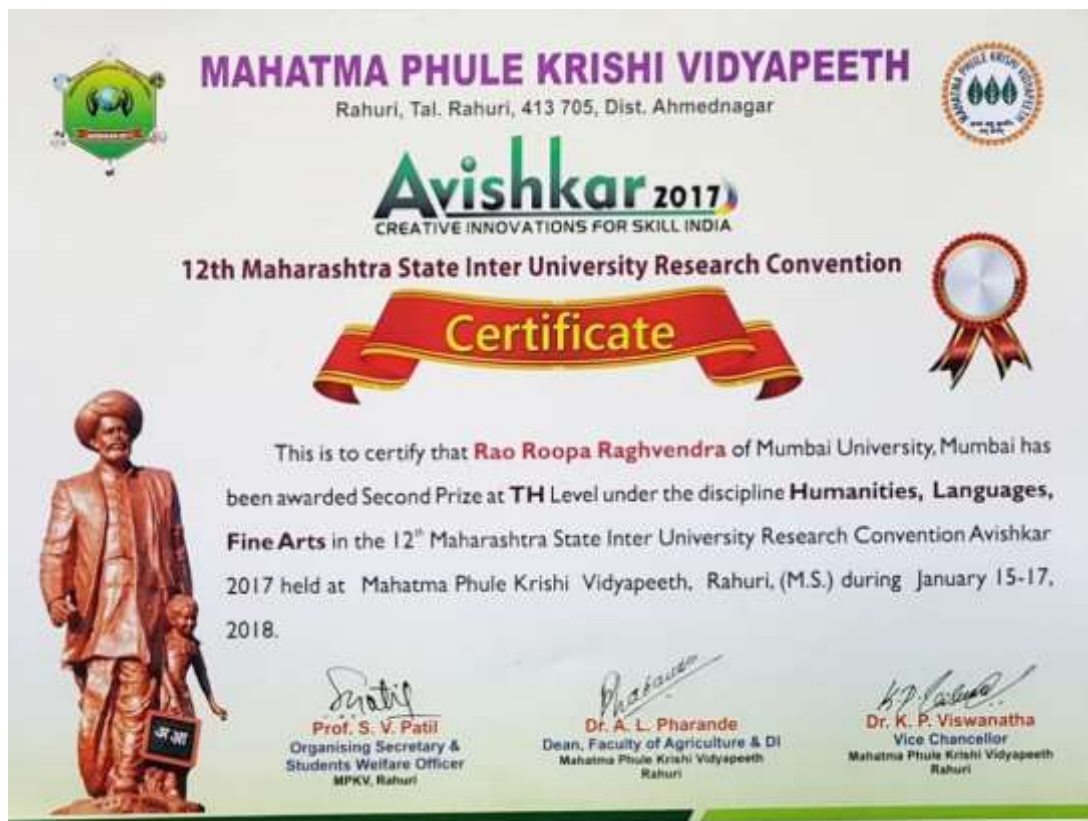 MAHATMA PHULE KRISHI VIDYAPEETH
Rahuri, Tal. Rahuri, 413 705, Dist. Ahmednagar
MAHATMA PHULE KRISHI VIDYAPEETH
Avishkar 2017
CREATIVE INNOVATIONS FOR SKILL INDIA
12th Maharashtra State Inter University Research Convention
Certificate
This is to certify that Rao Roopa Raghvendra of Mumbai University, Mumbai has
been awarded Second Prize at TH Level under the discipline Humanities, Languages,
Fine Arts in the 12th Maharashtra State Inter University Research Convention Avishkar
2017 held at Mahatma Phule Krishi Vidyapeeth, Rahuri, (M.S.) during January 15-17,
2018.
अ आ
Prof. S. V. Patil
Organising Secretary &
Students Welfare Officer
MPKV, Rahuri
Dr. A. L. Pharande
Dean, Faculty of Agriculture & DI
Mahatma Phule Krishi Vidyapeeth
Rahuri
Dr. K. P. Viswanatha
Vice Chancellor
Mahatma Phule Krishi Vidyapeeth
Rahuri